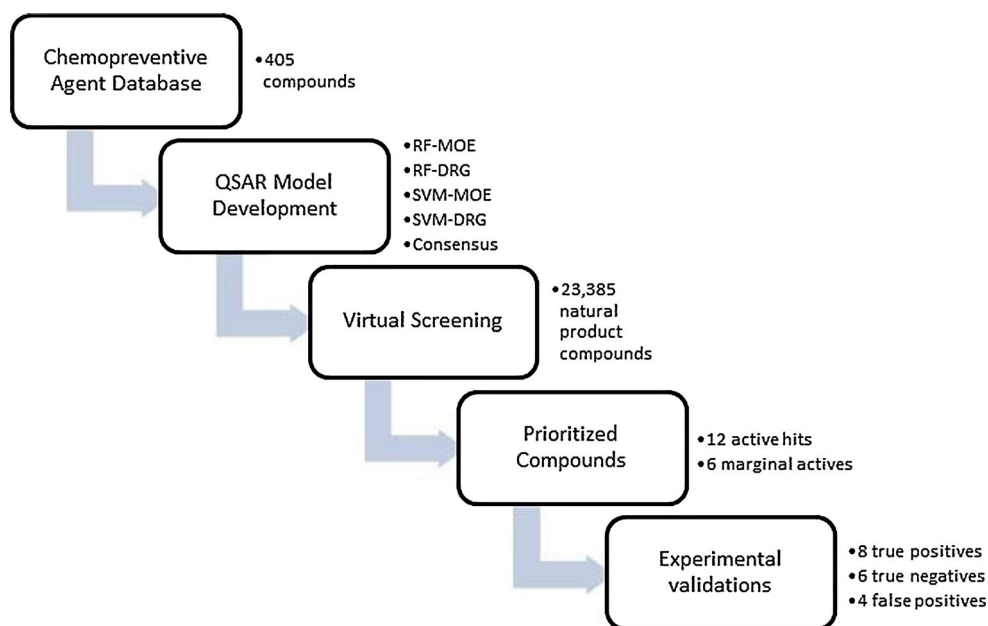 Chemopreventive
Agent Database
•405
compounds
QSAR Model
Development
•RF-MOE
•RF-DRG
•SVM-MOE
•SVM-DRG
•Consensus
Virtual Screening
•23,385
natural
product
compounds
Prioritized
Compounds
•12 active hits
•6 marginal actives
Experimental
validations
•8 true positives
•6 true negatives
•4 false positives